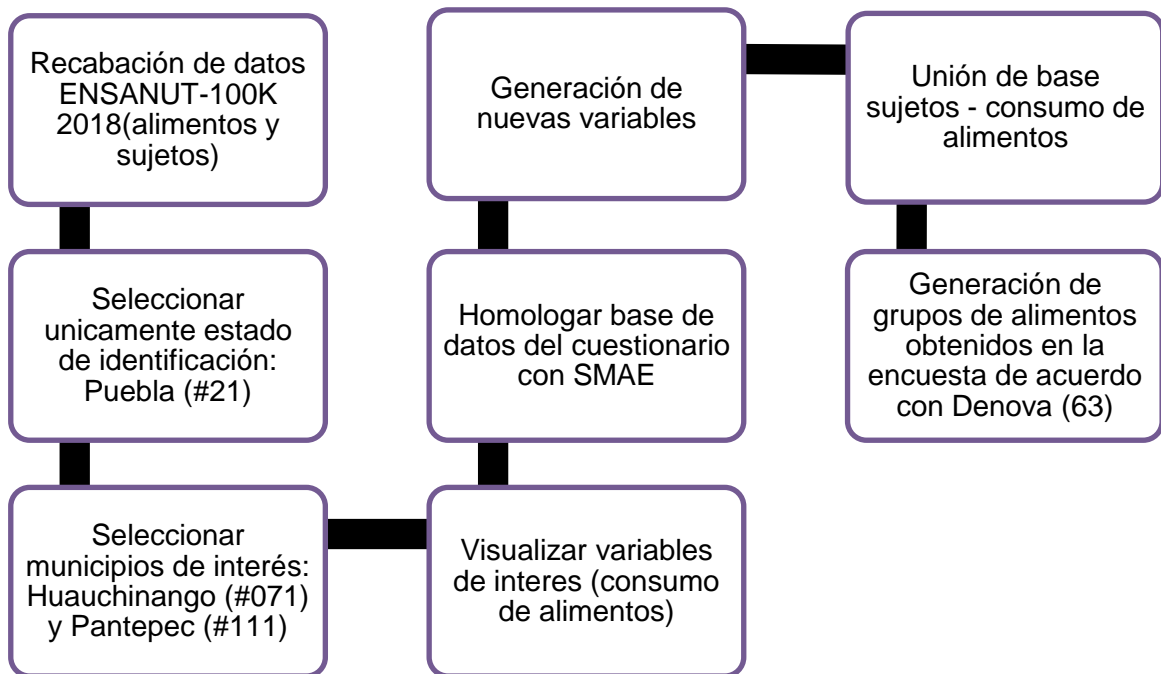 Recabación de datos
ENSANUT-100K
2018(alimentos y
sujetos)
Seleccionar
unicamente estado
de identificación:
Puebla (#21)
Seleccionar
municipios de interés:
Huauchinango (#071)
y Pantepec (#111)
Visualizar variables
de interes (consumo
de alimentos)
Homologar base de
datos del cuestionario
con SMAE
Generación de
nuevas variables
Unión de base
sujetos - consumo de
alimentos
Generación de
grupos de alimentos
obtenidos en la
encuesta de acuerdo
con Denova (63)